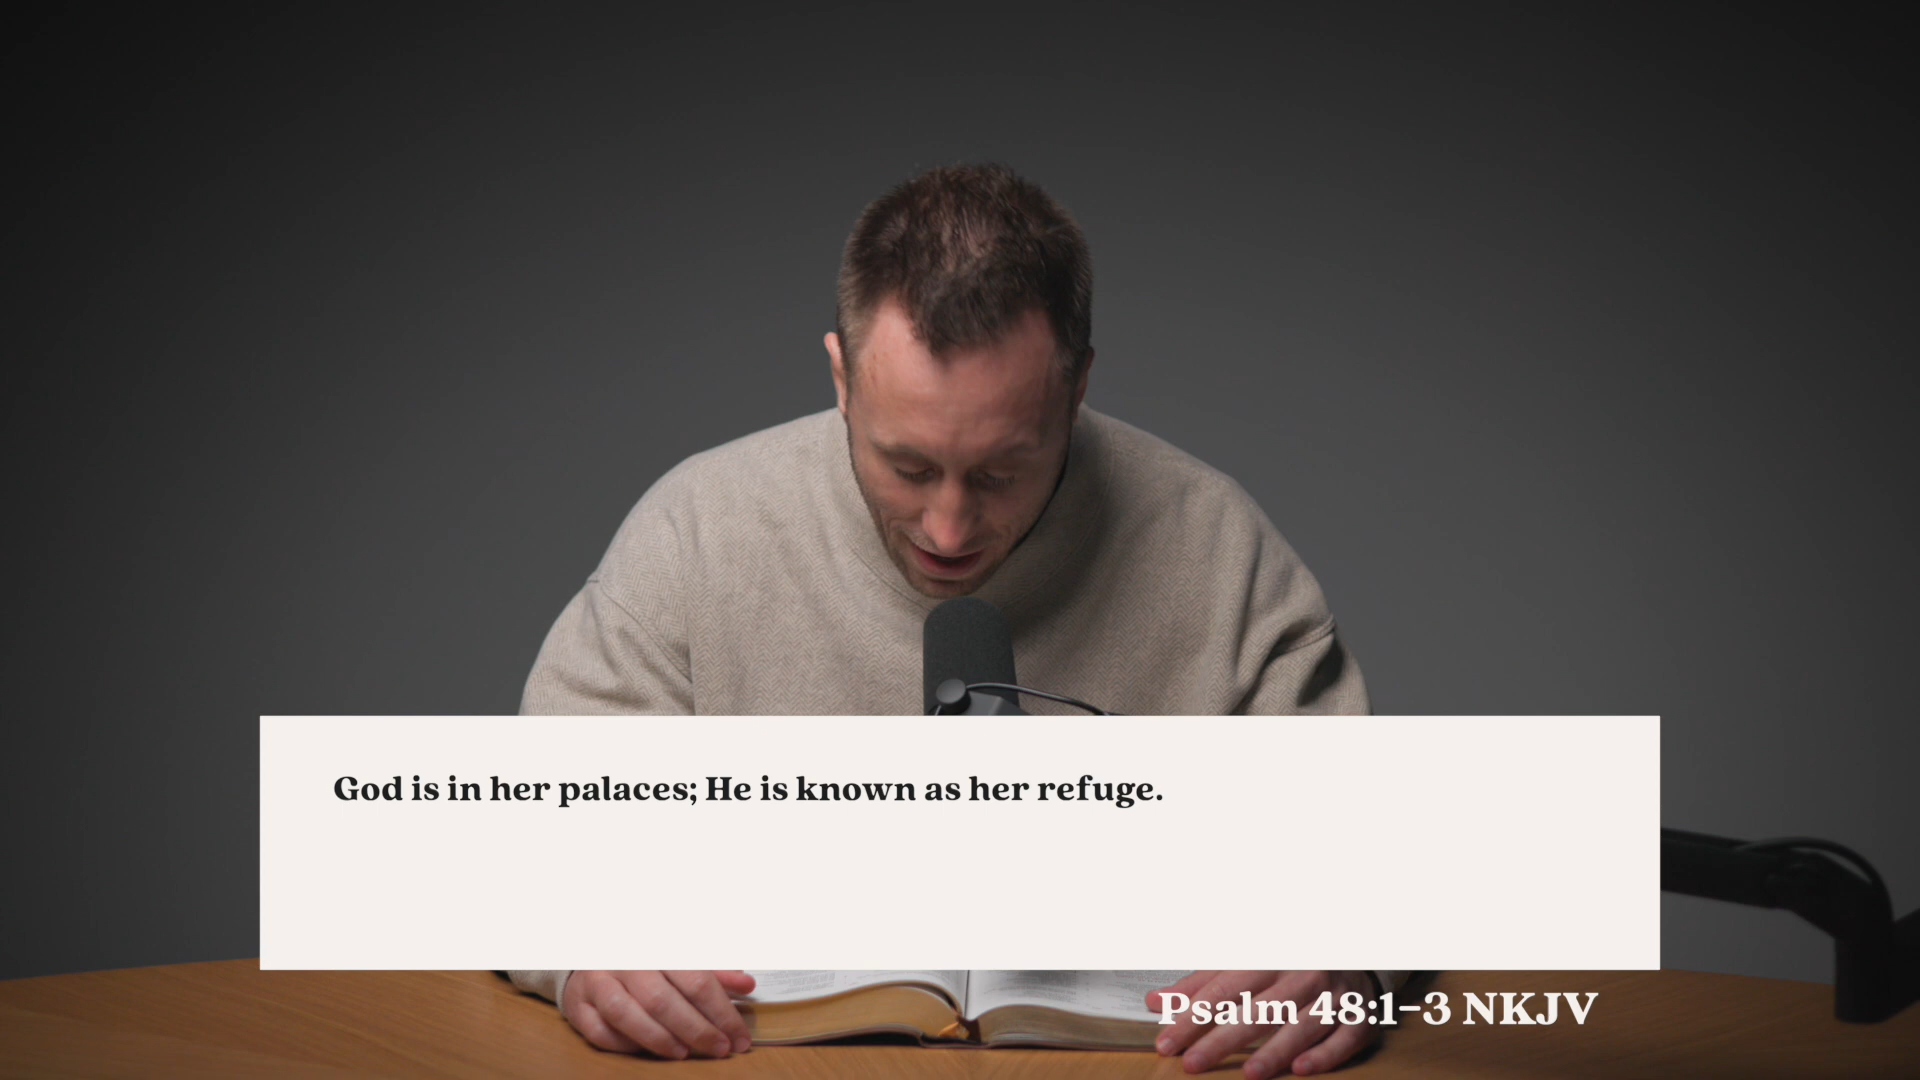 God is in her palaces; He is known as her refuge.
Psalm 48:1–3 NKJV